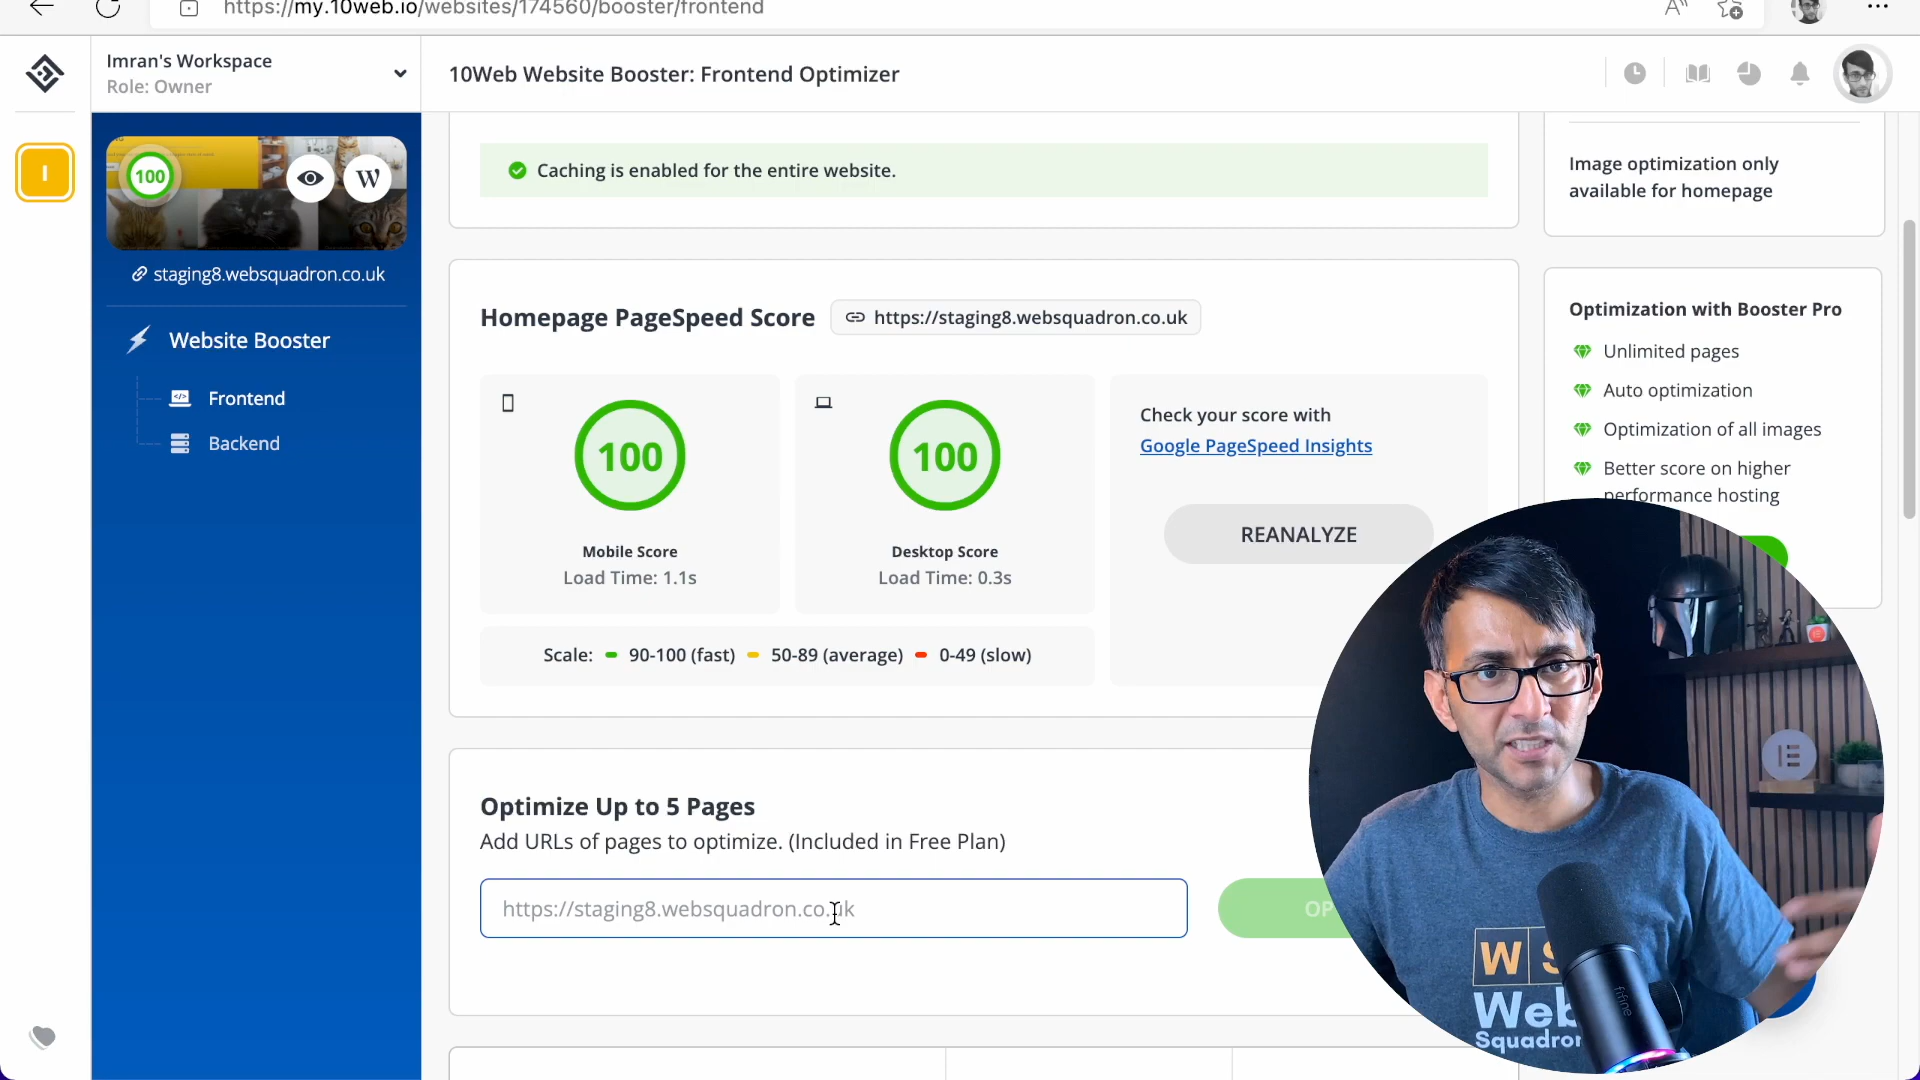 https://my.10web.io/websites/174560/booster/frontend
Imran's Workspace
Role: Owner
10Web Website Booster: Frontend Optimizer
I
100
W
staging8.websquadron.co.uk
Website Booster
Frontend
Backend
Caching is enabled for the entire website.
Image optimization only
available for homepage
Homepage PageSpeed Score
https://staging8.websquadron.co.uk
100
Mobile Score
Load Time: 1.1s
100
Desktop Score
Load Time: 0.3s
Check your score with
Google PageSpeed Insights
REANALYZE
Scale: 90-100 (fast) 50-89 (average) 0-49 (slow)
Optimization with Booster Pro
Unlimited pages
Auto optimization
Optimization of all images
Better score on higher
performance hosting
Optimize Up to 5 Pages
Add URLs of pages to optimize. (Included in Free Plan)
https://staging8.websquadron.co.uk
OP
W S
Web
Squadron
fifine